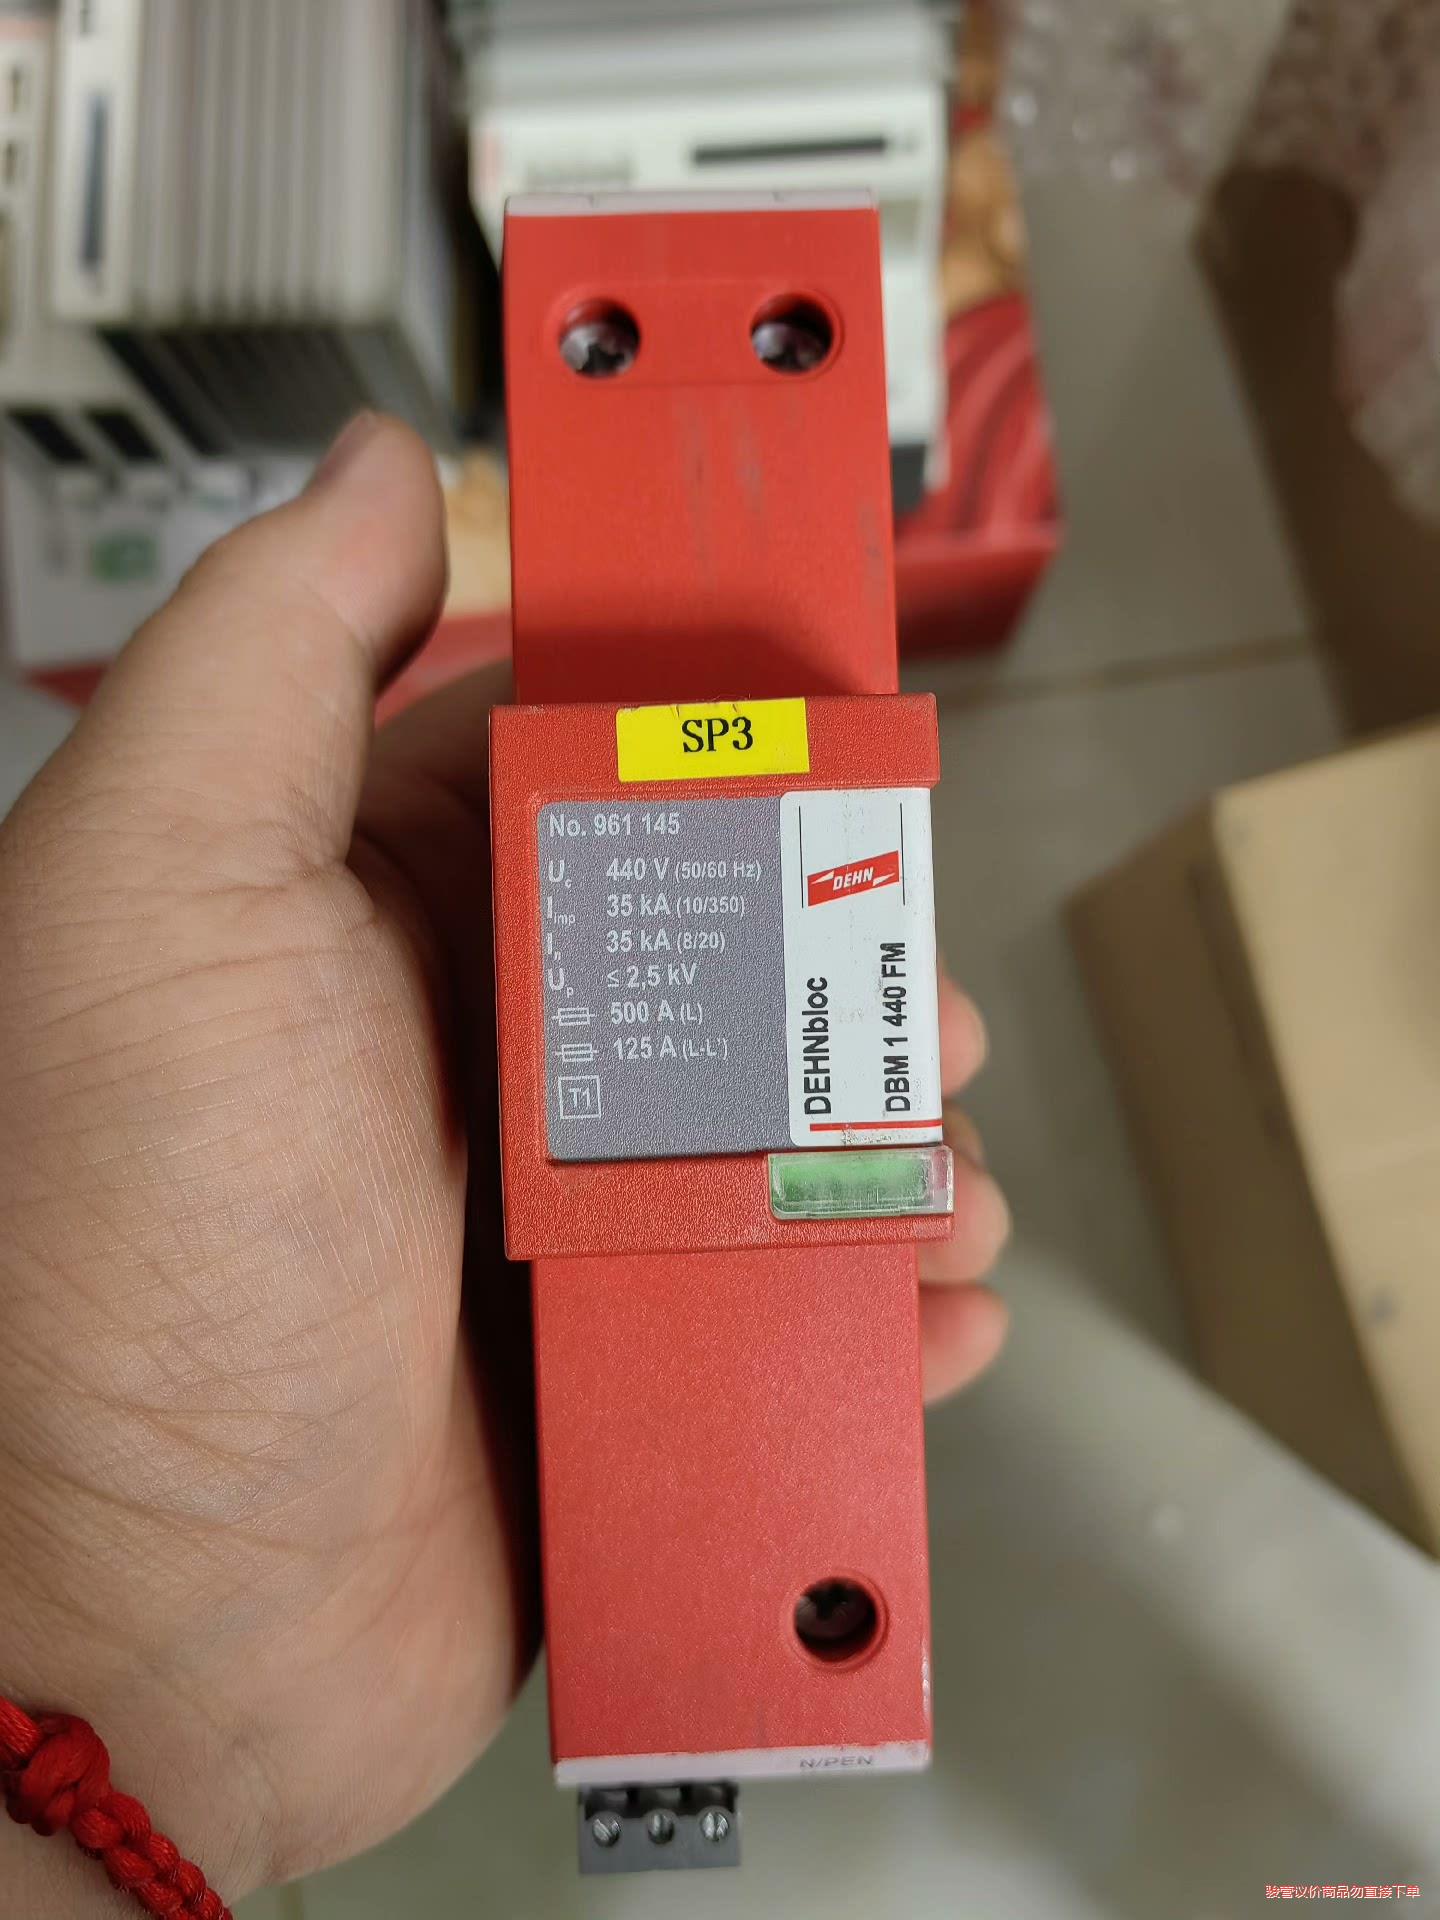 SP3
No. 961 145
Uc 440 V (50/60 Hz)
Iimp 35 kA (10/350)
In 35 kA (8/20)
Up ≤ 2,5 kV
500 A (L)
125 A (L-L')
T1
DEHN
DEHNbloc
DBM 1 440 FM
N/PEN
骏营议价商品勿直接下单